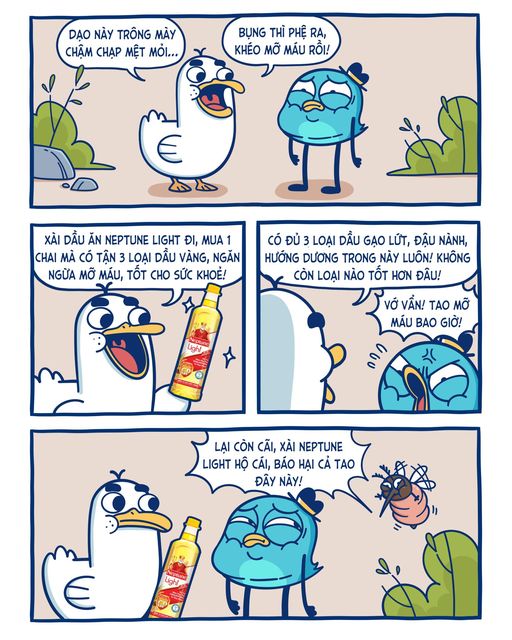 DẠO NÀY TRÔNG MÀY
CHẬM CHẠP MỆT MỎI...
BỤNG THÌ PHỆ RA,
KHÉO MỠ MÁU RỒI!
XÀI DẦU ĂN NEPTUNE LIGHT ĐI, MUA 1
CHAI MÀ CÓ TẬN 3 LOẠI DẦU VÀNG, NGĂN
NGỪA MỠ MÁU, TỐT CHO SỨC KHOẺ!
Neptune
Light
CÓ ĐỦ 3 LOẠI DẦU GẠO LỨT, ĐẬU NÀNH,
HƯỚNG DƯƠNG TRONG NÀY LUÔN! KHÔNG
CÒN LOẠI NÀO TỐT HƠN ĐÂU!
VỚ VẨN! TAO MỠ
MÁU BAO GIỜ!
LẠI CÒN CÃI, XÀI NEPTUNE
LIGHT HỘ CÁI, BÁO HẠI CẢ TAO
ĐÂY NÀY!
Neptune
Light